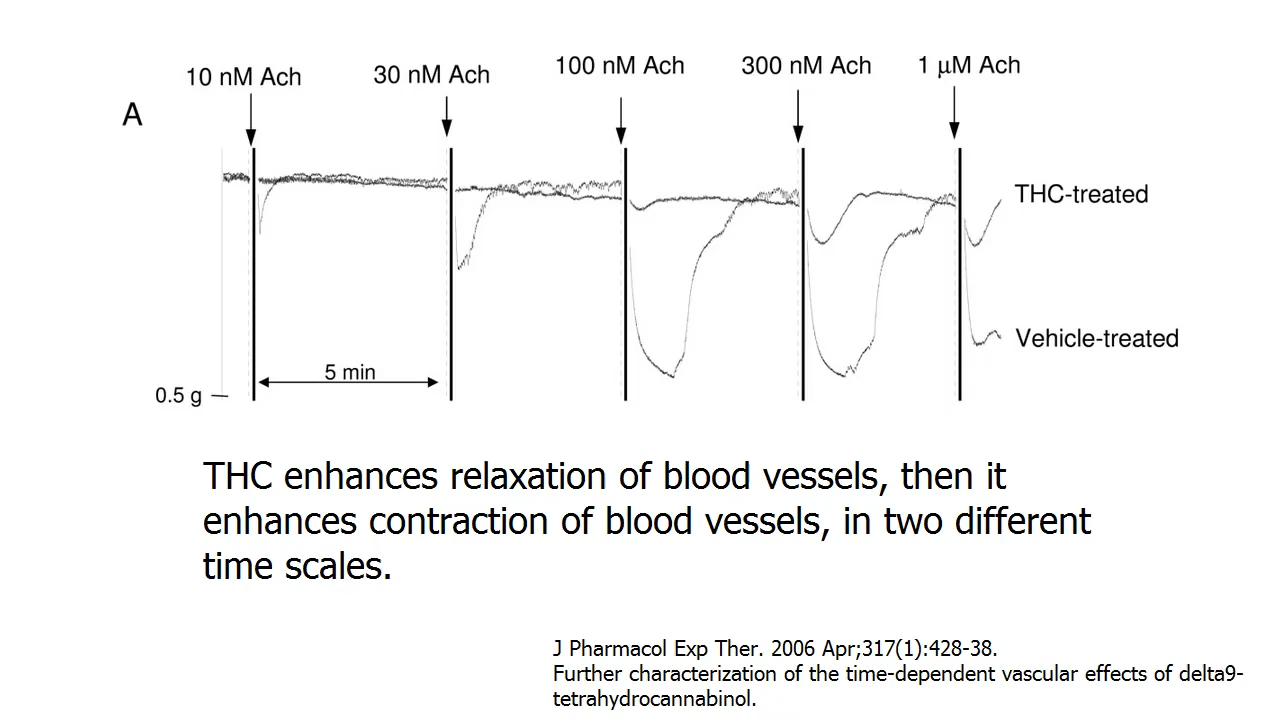 10 nM Ach
30 nM Ach
100 nM Ach
300 nM Ach
1 μM Ach
A
THC-treated
Vehicle-treated
5 min
0.5 g
THC enhances relaxation of blood vessels, then it
enhances contraction of blood vessels, in two different
time scales.
J Pharmacol Exp Ther. 2006 Apr;317(1):428-38.
Further characterization of the time-dependent vascular effects of delta9-
tetrahydrocannabinol.